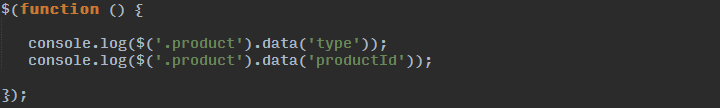 $(function () {
console.log($('.product').data('type'));
console.log($('.product').data('productId'));
});